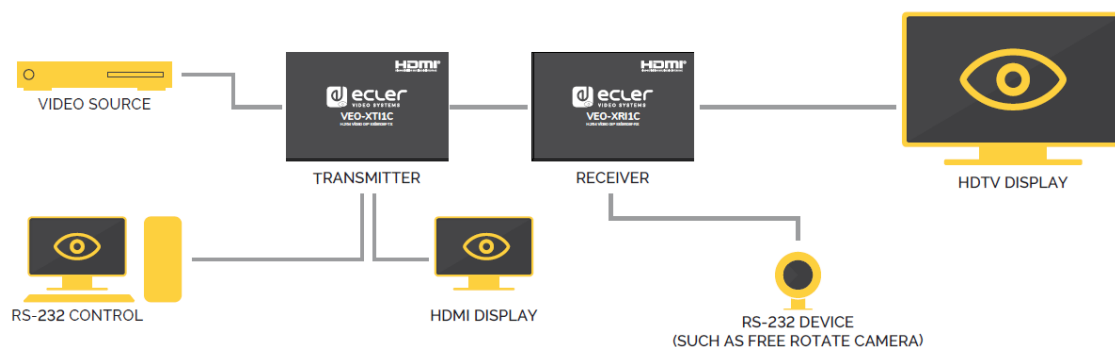 HDMI
HDMI
ecler
VIDEO SYSTEMS
VEO-XTI1C
ecler
VIDEO SYSTEMS
VEO-XRI1C
VIDEO SOURCE
TRANSMITTER
RECEIVER
HDTV DISPLAY
RS-232 CONTROL
HDMI DISPLAY
RS-232 DEVICE
(SUCH AS FREE ROTATE CAMERA)